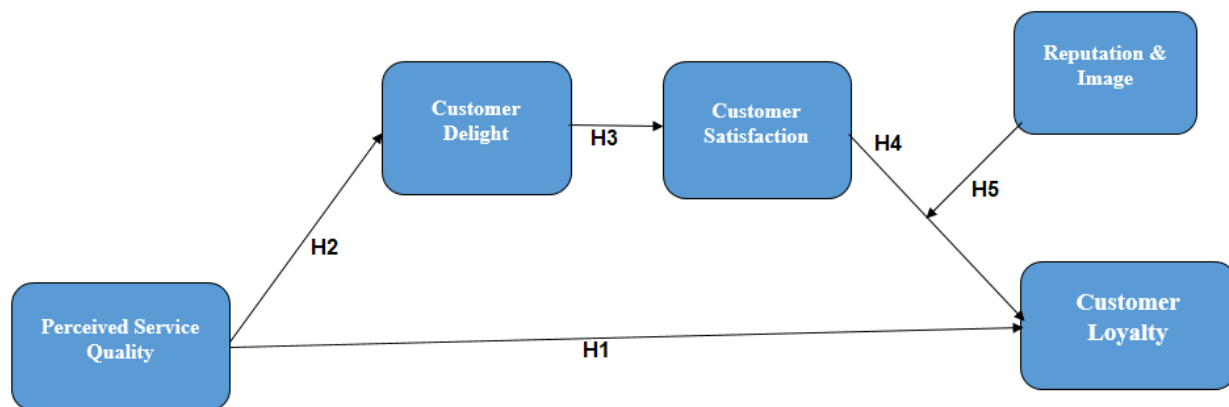 Reputation &
Image
Customer
Delight
H3
Customer
Satisfaction
H4
H5
H2
Perceived Service
Quality
H1
Customer
Loyalty